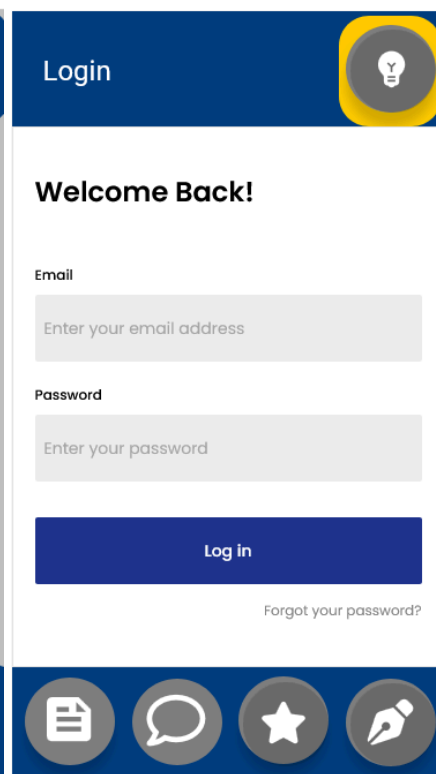 Login
Welcome Back!
Email
Enter your email address
Password
Enter your password
Log in
Forgot your password?